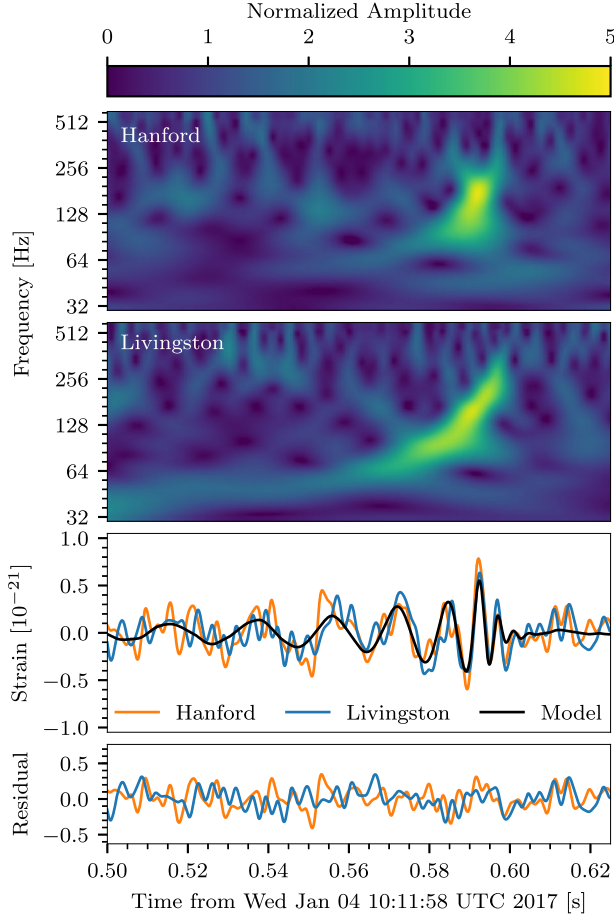 Normalized Amplitude
0 1 2 3 4 5
Hanford
512
256
128
64
32
Frequency [Hz]
Livingston
512
256
128
64
32
1.0
0.5
0.0
−0.5
−1.0
Strain [10⁻²¹]
Hanford Livingston Model
0.5
0.0
−0.5
Residual
0.50 0.52 0.54 0.56 0.58 0.60 0.62
Time from Wed Jan 04 10:11:58 UTC 2017 [s]